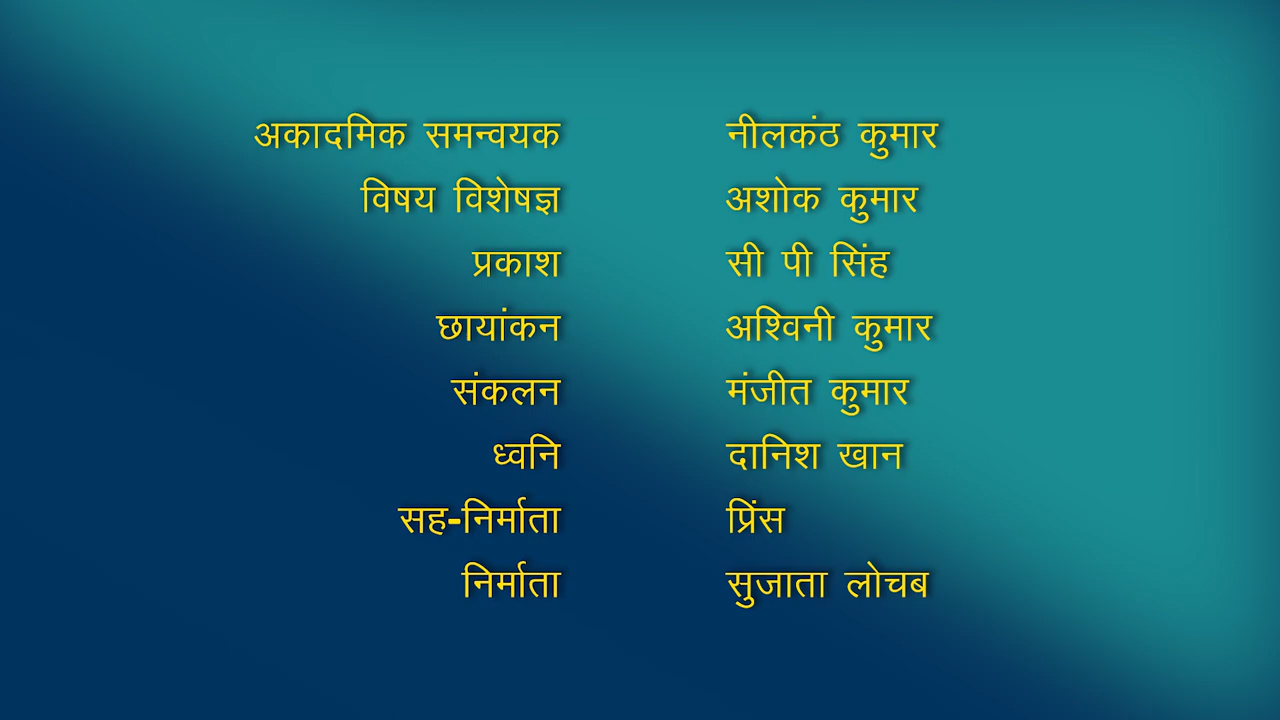 अकादमिक समन्वयक नीलकंठ कुमार
विषय विशेषज्ञ अशोक कुमार
प्रकाश सी पी सिंह
छायांकन अश्विनी कुमार
संकलन मंजीत कुमार
ध्वनि दानिश खान
सह-निर्माता प्रिंस
निर्माता सुजाता लोचब